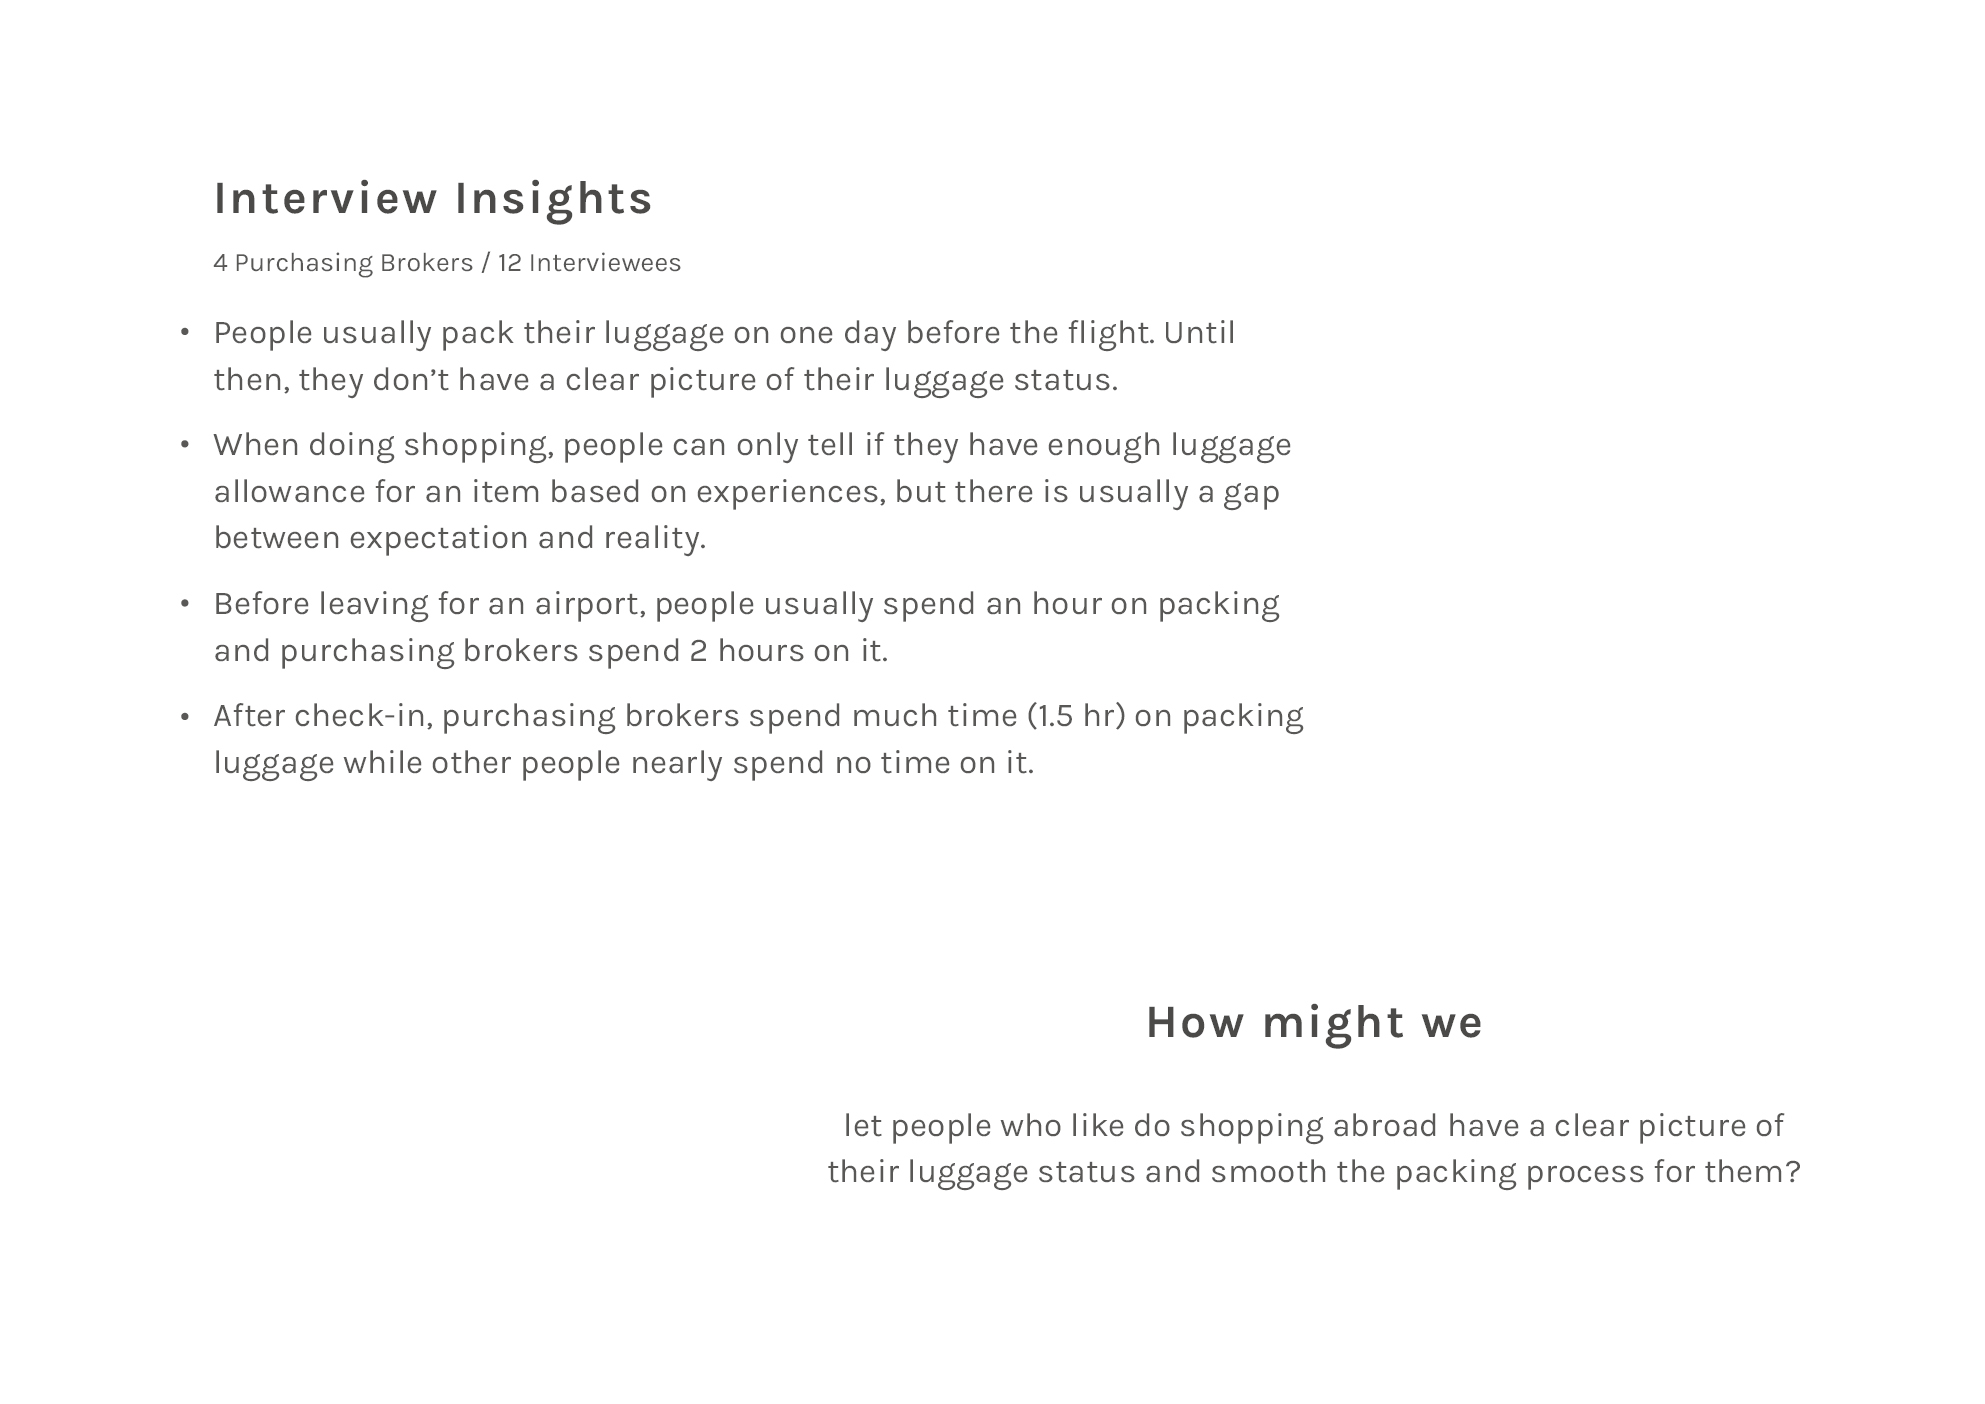 Interview Insights
4 Purchasing Brokers / 12 Interviewees
• People usually pack their luggage on one day before the flight. Until
then, they don’t have a clear picture of their luggage status.
• When doing shopping, people can only tell if they have enough luggage
allowance for an item based on experiences, but there is usually a gap
between expectation and reality.
• Before leaving for an airport, people usually spend an hour on packing
and purchasing brokers spend 2 hours on it.
• After check-in, purchasing brokers spend much time (1.5 hr) on packing
luggage while other people nearly spend no time on it.
How might we
let people who like do shopping abroad have a clear picture of
their luggage status and smooth the packing process for them?